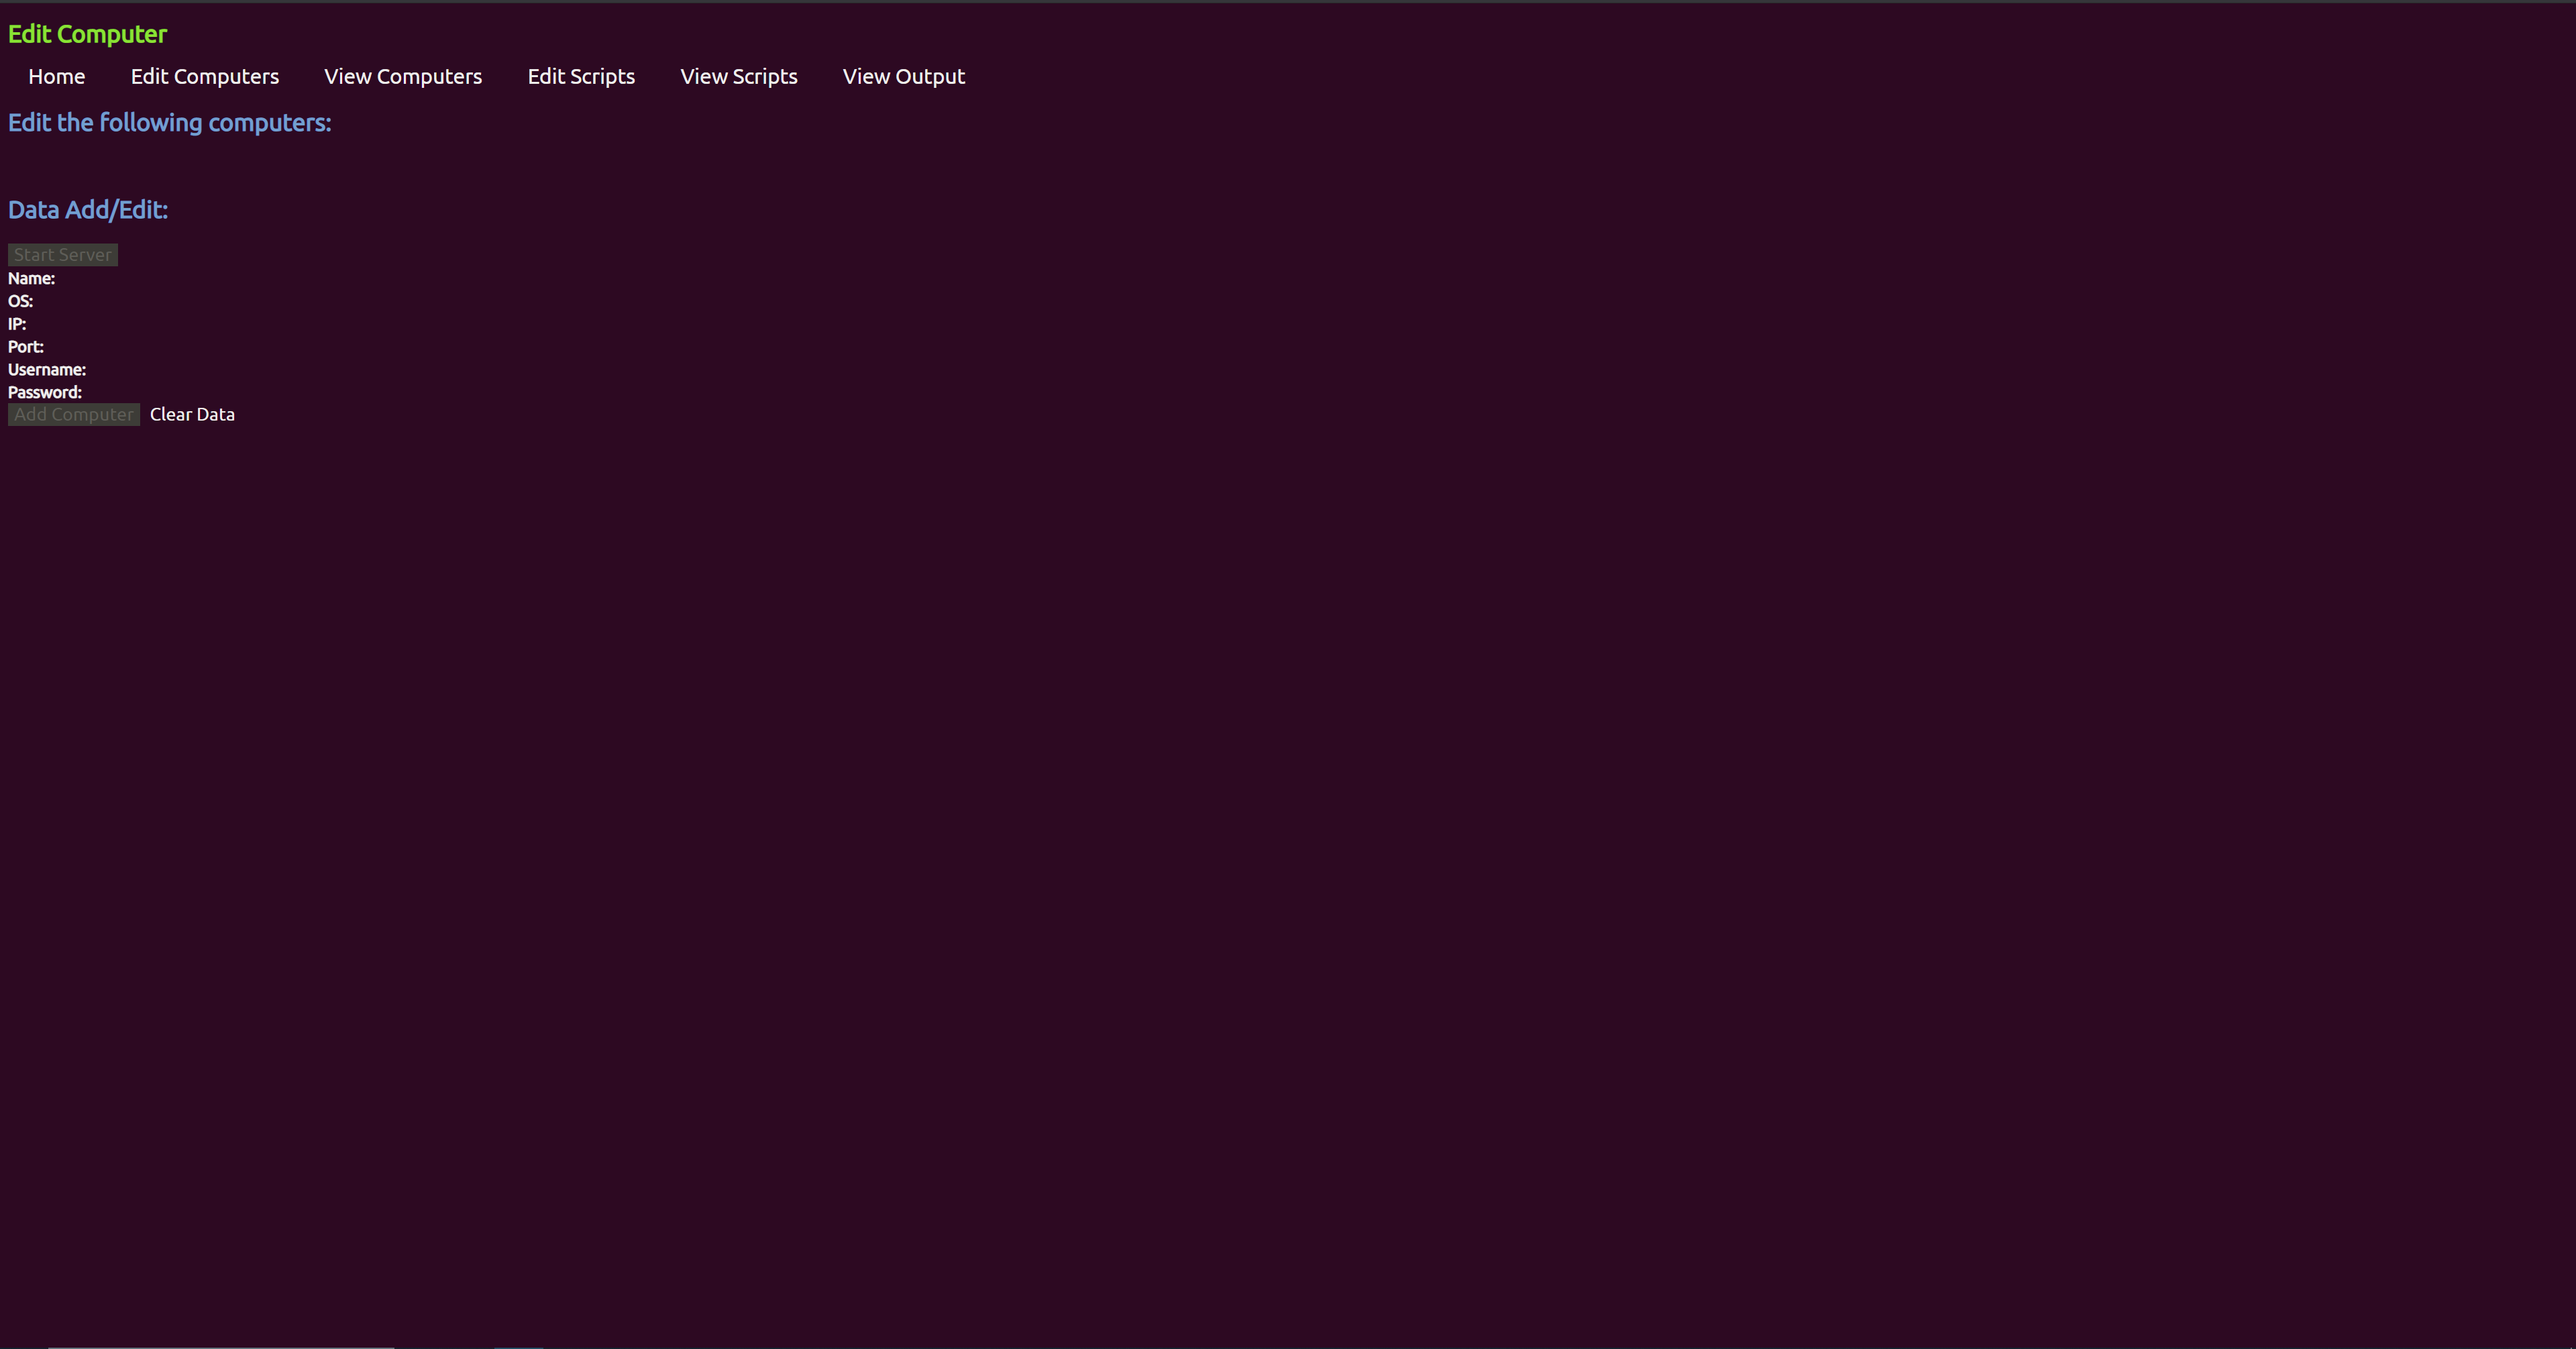 Edit Computer
Home Edit Computers View Computers Edit Scripts View Scripts View Output
Edit the following computers:
Data Add/Edit:
Start Server
Name:
OS:
IP:
Port:
Username:
Password:
Add Computer Clear Data